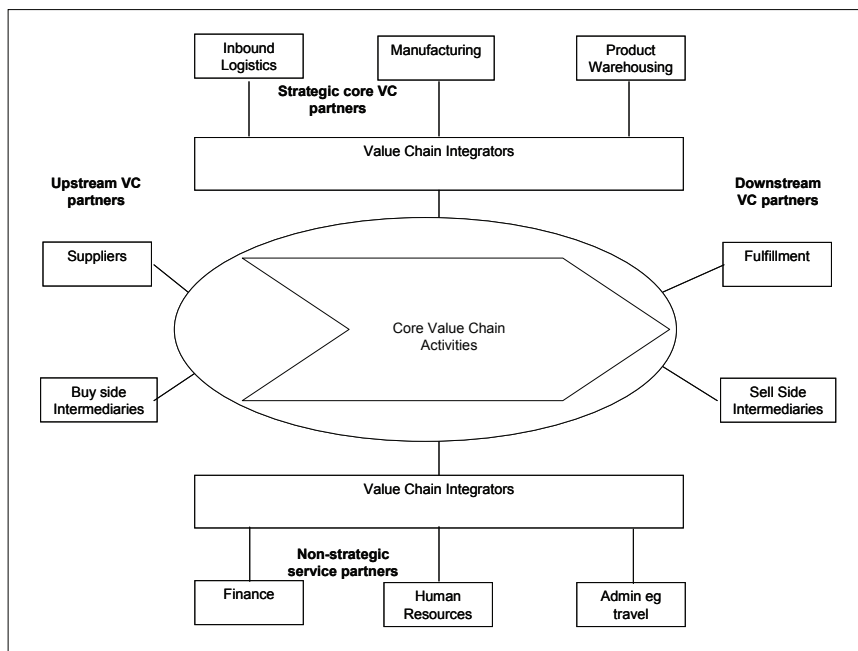 Inbound
Logistics
Manufacturing
Product
Warehousing
Strategic core VC
partners
Value Chain Integrators
Upstream VC
partners
Downstream
VC partners
Suppliers
Fulfillment
Core Value Chain
Activities
Buy side
Intermediaries
Sell Side
Intermediaries
Value Chain Integrators
Non-strategic
service partners
Finance
Human
Resources
Admin eg
travel